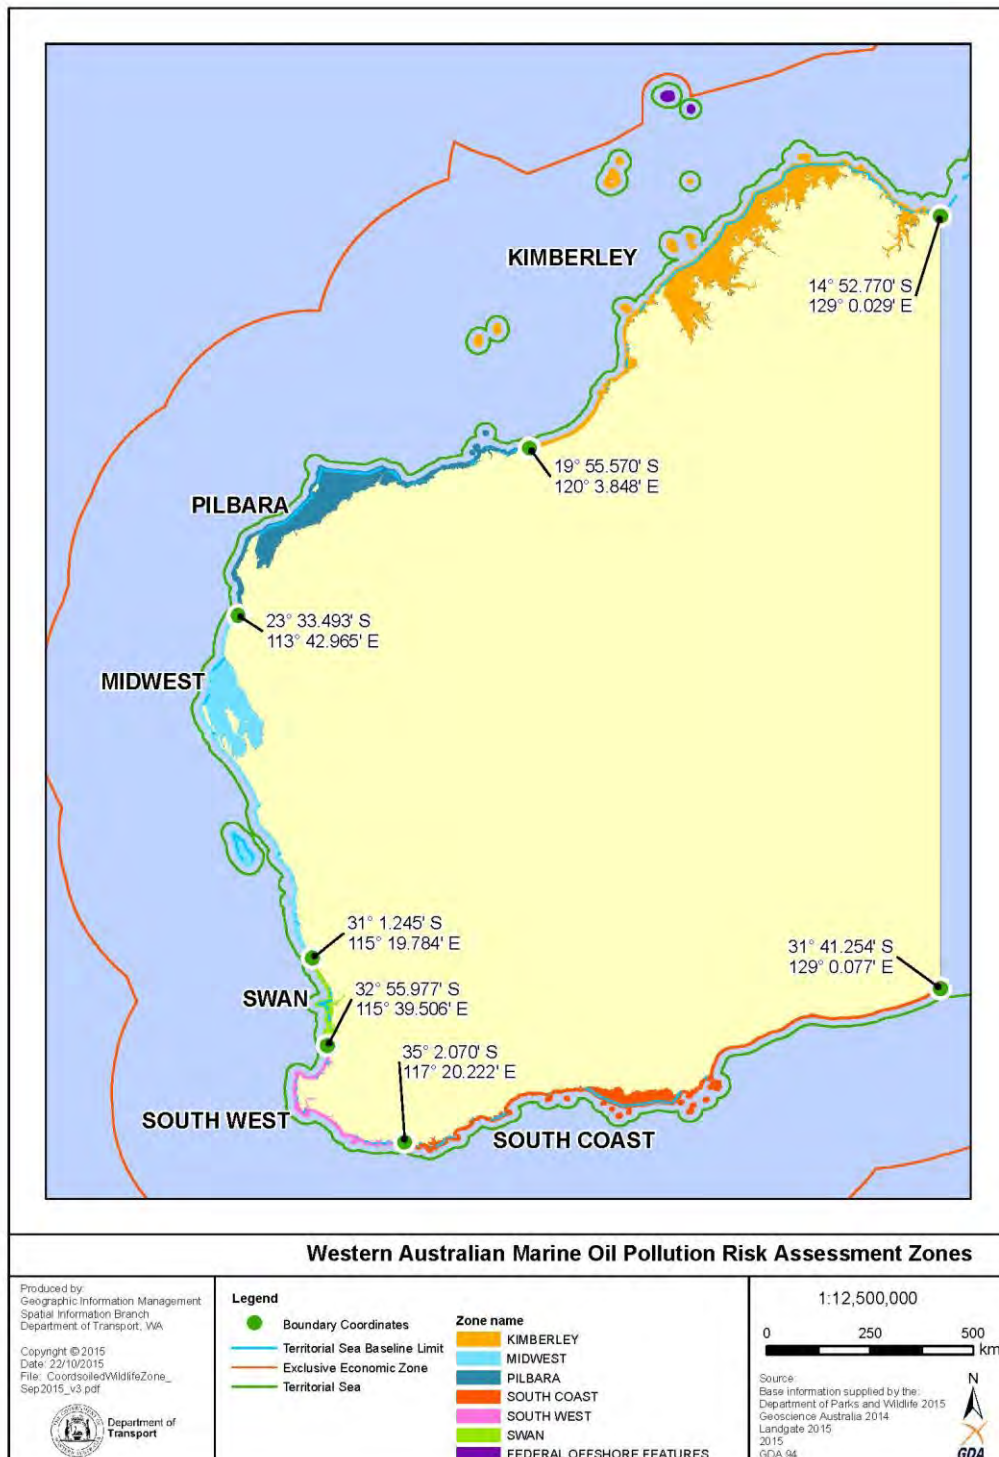 KIMBERLEY
14° 52.770' S
129° 0.029' E
19° 55.570' S
120° 3.848' E
PILBARA
23° 33.493' S
113° 42.965' E
MIDWEST
31° 1.245' S
115° 19.784' E
31° 41.254' S
129° 0.077' E
SWAN
32° 55.977' S
115° 39.506' E
35° 2.070' S
117° 20.222' E
SOUTH WEST
SOUTH COAST
Western Australian Marine Oil Pollution Risk Assessment Zones
Produced by:
Geographic Information Management
Spatial Information Branch
Department of Transport, WA
Copyright © 2015
Date: 22/10/2015
File: CoordsoiledWildlifeZone_
Sep2015_v3.pdf
Department of
Transport
Legend
Boundary Coordinates
Territorial Sea Baseline Limit
Exclusive Economic Zone
Territorial Sea
Zone name
KIMBERLEY
MIDWEST
PILBARA
SOUTH COAST
SOUTH WEST
SWAN
FEDERAL OFFSHORE FEATURES
1:12,500,000
0 250 500
km
Source:
Base information supplied by the:
Department of Parks and Wildlife 2015
Geoscience Australia 2014
Landgate 2015
2015
GDA 94
N
GDA